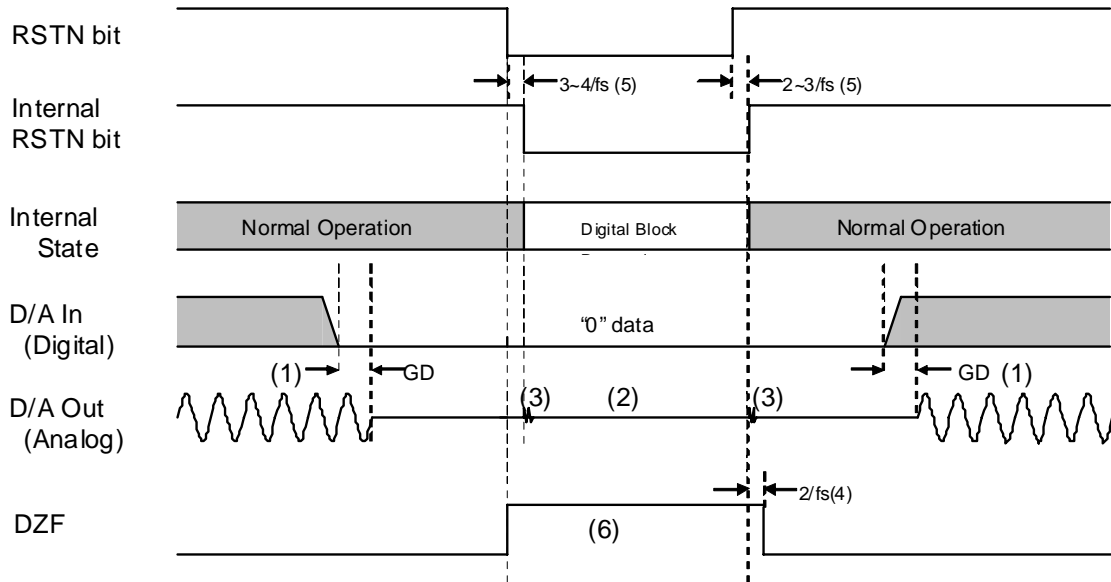 RSTN bit
3~4/fs (5)
2~3/fs (5)
Internal
RSTN bit
Internal
State
Normal Operation
Digital Block
Normal Operation
D/A In
(Digital)
“0” data
(1)
GD
GD
(1)
D/A Out
(Analog)
(3)
(2)
(3)
2/fs(4)
DZF
(6)